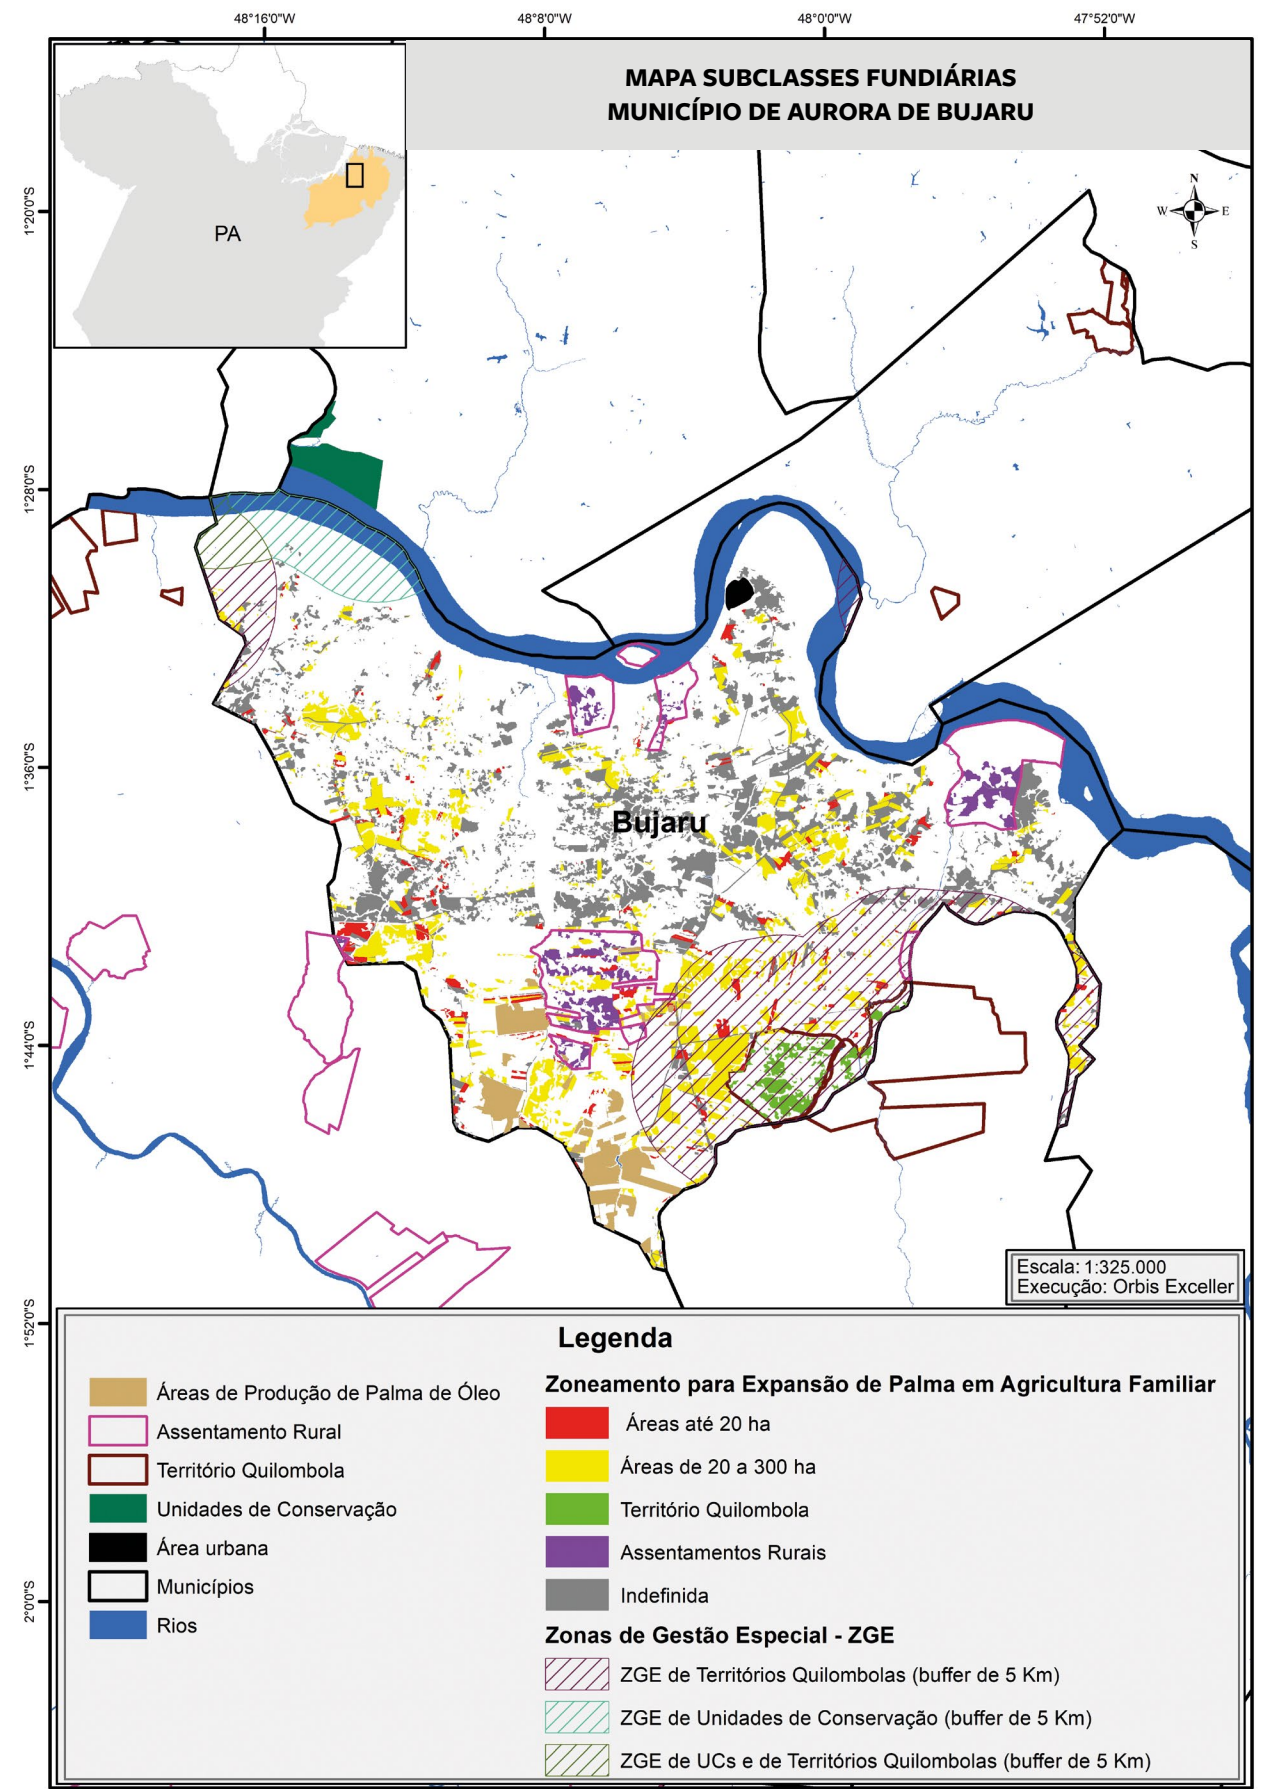 48°16'0"W
48°8'0"W
48°0'0"W
47°52'0"W
MAPA SUBCLASSES FUNDIÁRIAS
MUNICÍPIO DE AURORA DE BUJARU
PA
N
W
E
S
1°20'0"S
1°28'0"S
1°36'0"S
1°44'0"S
1°52'0"S
2°0'0"S
Bujaru
Escala: 1:325.000
Execução: Orbis Exceller
Legenda
Áreas de Produção de Palma de Óleo
Assentamento Rural
Território Quilombola
Unidades de Conservação
Área urbana
Municípios
Rios
Zoneamento para Expansão de Palma em Agricultura Familiar
Áreas até 20 ha
Áreas de 20 a 300 ha
Território Quilombola
Assentamentos Rurais
Indefinida
Zonas de Gestão Especial - ZGE
ZGE de Territórios Quilombolas (buffer de 5 Km)
ZGE de Unidades de Conservação (buffer de 5 Km)
ZGE de UCs e de Territórios Quilombolas (buffer de 5 Km)